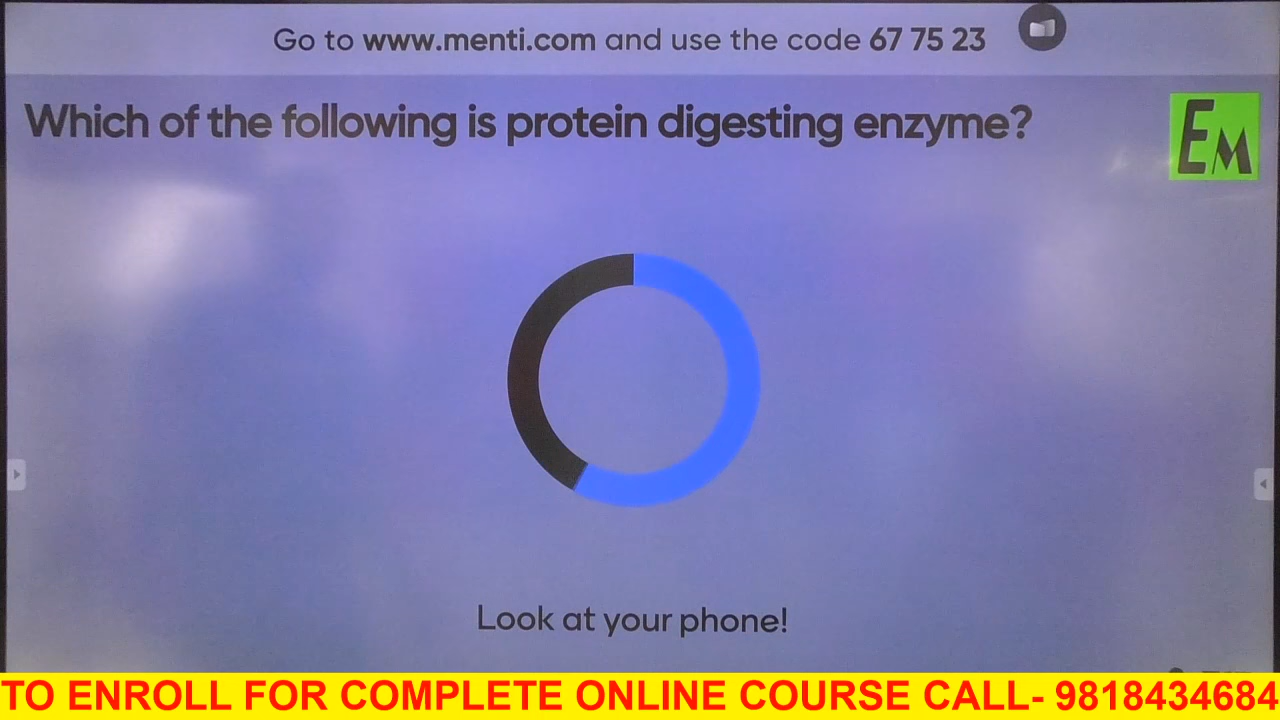 Go to www.menti.com and use the code 67 75 23
Which of the following is protein digesting enzyme?
EM
Look at your phone!
TO ENROLL FOR COMPLETE ONLINE COURSE CALL- 9818434684